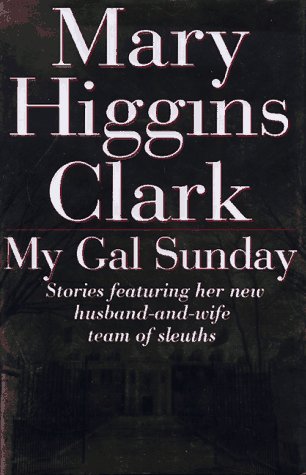 Mary
Higgins
Clark
My Gal Sunday
Stories featuring her new
husband-and-wife
team of sleuths